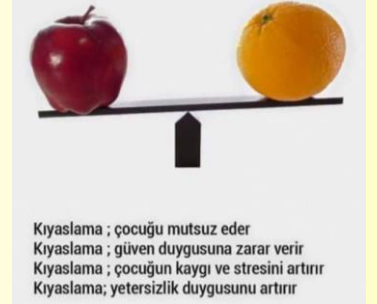 Kıyaslama ; çocuğu mutsuz eder
Kıyaslama ; güven duygusuna zarar verir
Kıyaslama ; çocuğun kaygı ve stresini artırır
Kıyaslama; yetersizlik duygusunu artırır